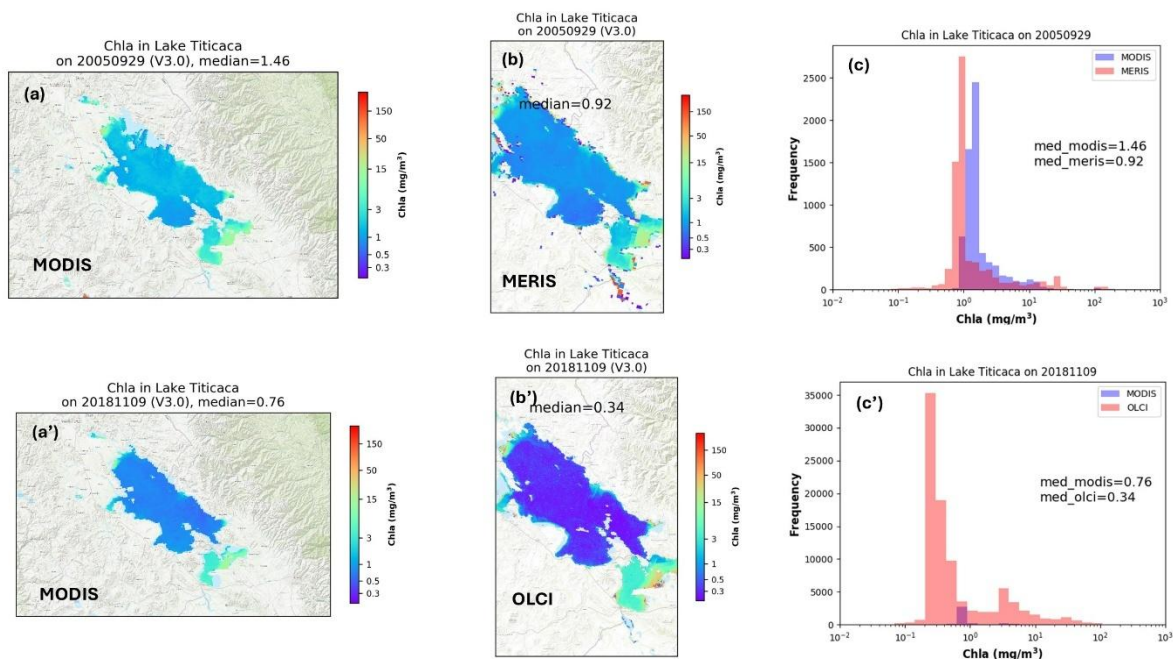 Chla in Lake Titicaca
on 20050929 (V3.0), median=1.46
(a)
MODIS
150
50
15
3
1
0.5
0.3
Chla (mg/m³)
Chla in Lake Titicaca
on 20050929 (V3.0)
(b)
median=0.92
MERIS
150
50
15
3
1
0.5
0.3
Chla (mg/m³)
Chla in Lake Titicaca on 20050929
(c)
MODIS
MERIS
med_modis=1.46
med_meris=0.92
Frequency
2500
2000
1500
1000
500
0
10⁻² 10⁻¹ 10⁰ 10¹ 10² 10³
Chla (mg/m³)
Chla in Lake Titicaca
on 20181109 (V3.0), median=0.76
(a’)
MODIS
150
50
15
3
1
0.5
0.3
Chla (mg/m³)
Chla in Lake Titicaca
on 20181109 (V3.0)
(b’)
median=0.34
OLCI
150
50
15
3
1
0.5
0.3
Chla (mg/m³)
Chla in Lake Titicaca on 20181109
(c’)
MODIS
OLCI
med_modis=0.76
med_olci=0.34
Frequency
35000
30000
25000
20000
15000
10000
5000
0
10⁻² 10⁻¹ 10⁰ 10¹ 10² 10³
Chla (mg/m³)